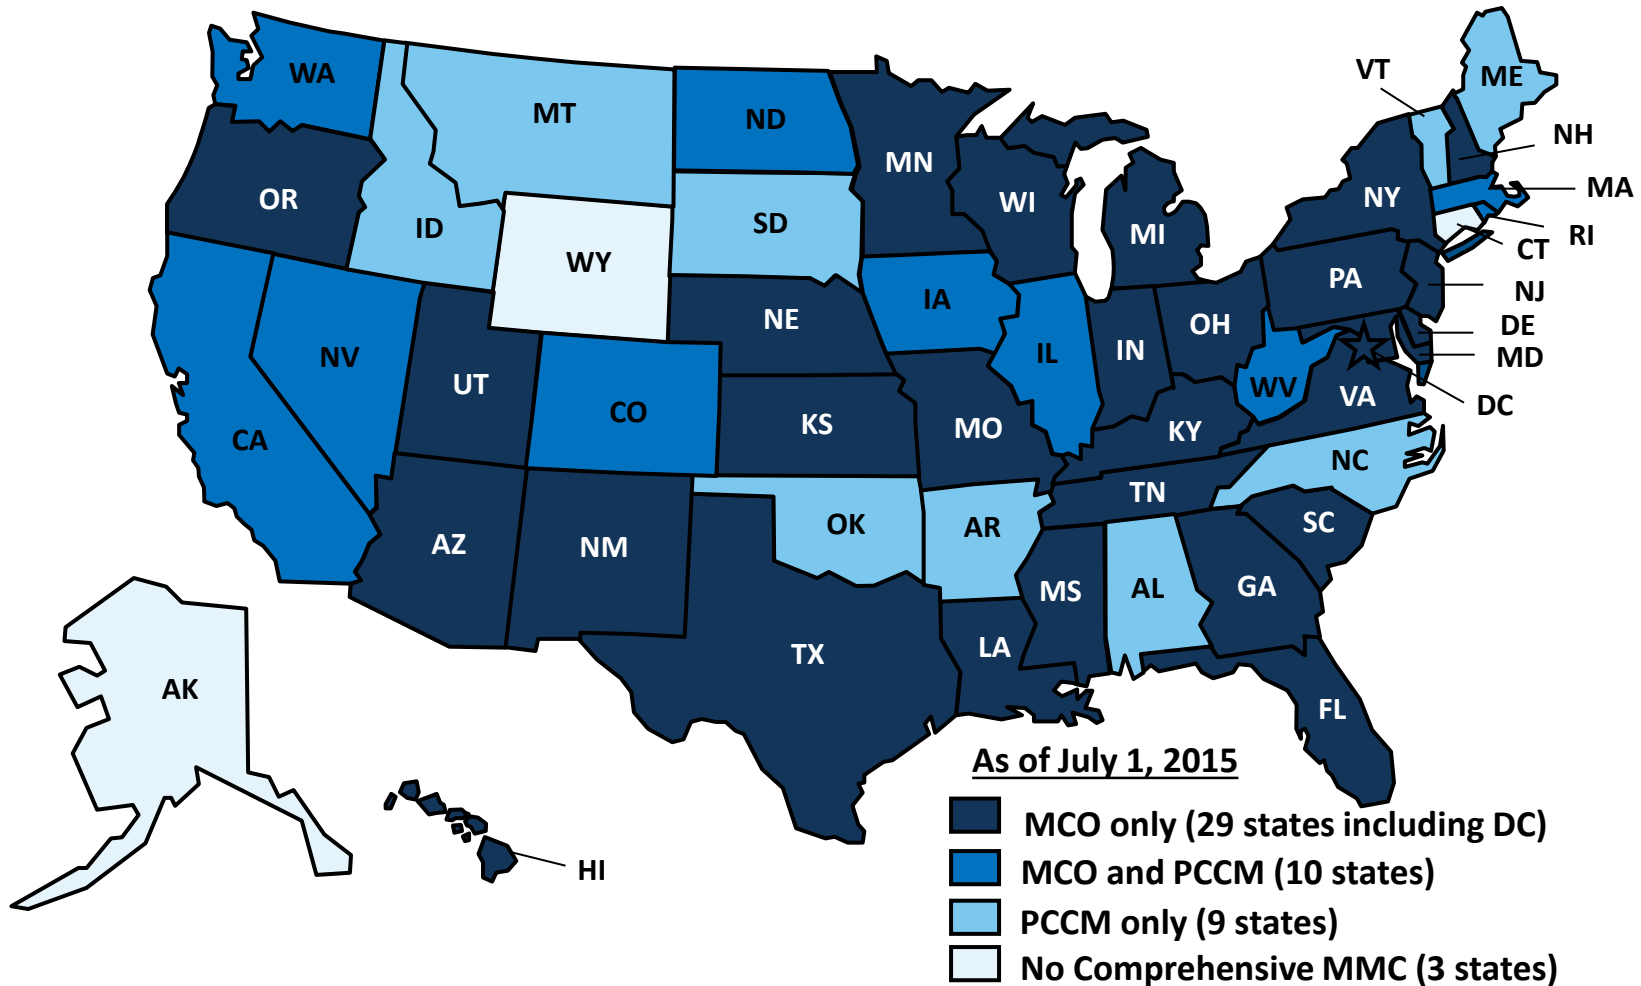 WA
MT
ND
MN
VT
ME
NH
MA
RI
CT
NY
WI
MI
OR
ID
SD
WY
PA
NJ
DE
MD
DC
NE
IA
IL
IN
OH
WV
VA
NV
UT
CO
CA
KS
MO
KY
NC
TN
SC
AZ
NM
OK
AR
MS
AL
GA
TX
LA
FL
AK
HI
As of July 1, 2015
MCO only (29 states including DC)
MCO and PCCM (10 states)
PCCM only (9 states)
No Comprehensive MMC (3 states)